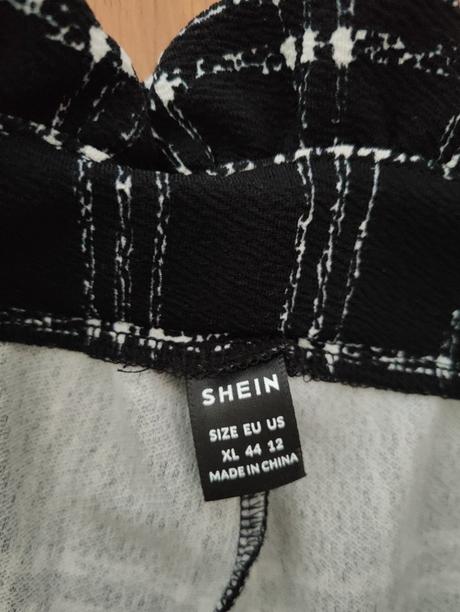 SHEIN
SIZE EU US
XL 44 12
MADE IN CHINA